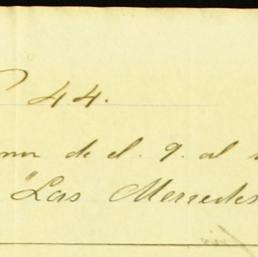 44.
de el. 9. al
"Las Mercedes